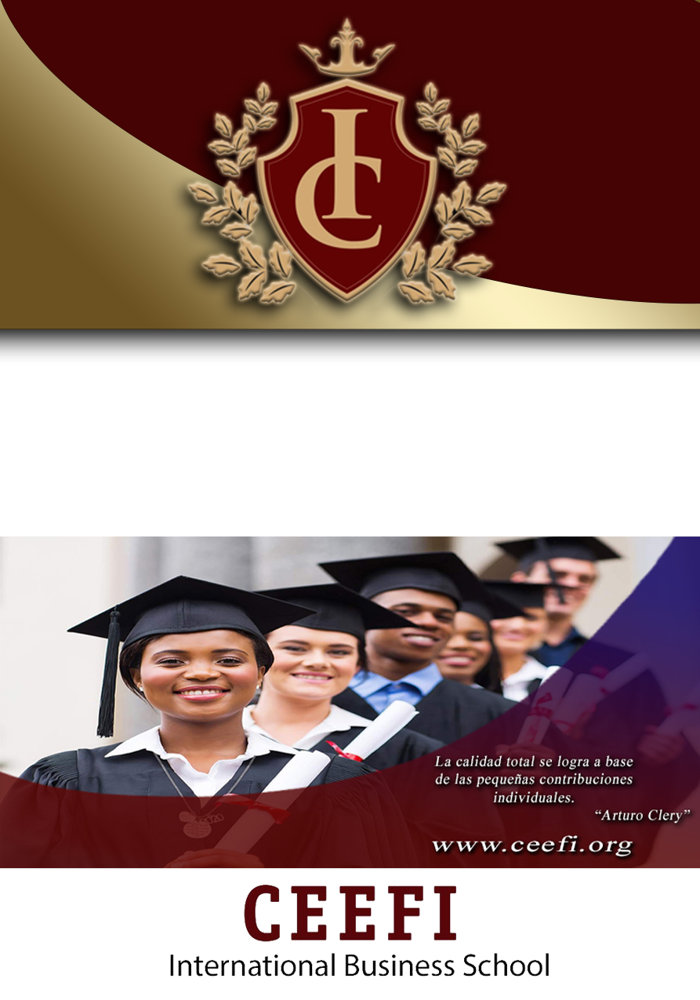 IC
La calidad total se logra a base
de las pequeñas contribuciones
individuales.
“Arturo Clery”
www.ceefi.org
CEEFI
International Business School